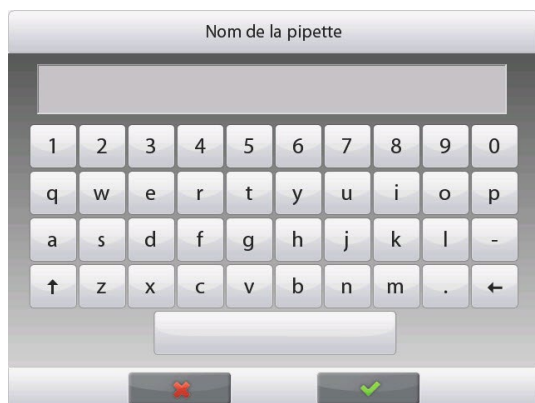 Nom de la pipette
1 2 3 4 5 6 7 8 9 0
q w e r t y u i o p
a s d f g h j k l -
↑ z x c v b n m . ←